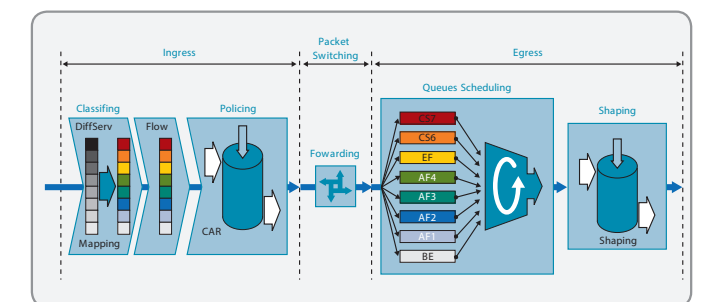 Packet
Switching
Ingress
Egress
Queues Scheduling
Classifing
Policing
Shaping
DiffServ
Flow
Fowarding
CS7
CS6
EF
AF4
AF3
AF2
AF1
BE
Mapping
CAR
Shaping